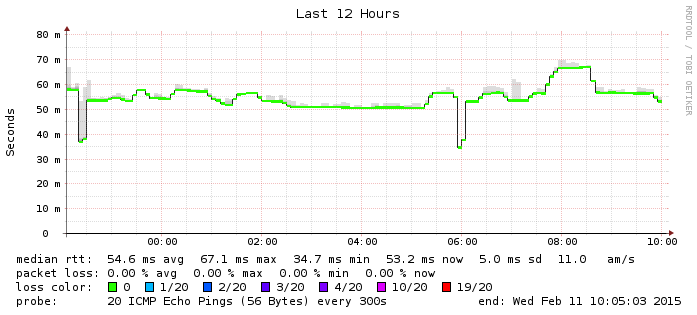 Last 12 Hours
RRDTOOL / TOBI OETIKER
Seconds
80 m
70 m
60 m
50 m
40 m
30 m
20 m
10 m
0
00:00 02:00 04:00 06:00 08:00 10:00
median rtt: 54.6 ms avg 67.1 ms max 34.7 ms min 53.2 ms now 5.0 ms sd 11.0 am/s
packet loss: 0.00 % avg 0.00 % max 0.00 % min 0.00 % now
loss color: 0 1/20 2/20 3/20 4/20 10/20 19/20
probe: 20 ICMP Echo Pings (56 Bytes) every 300s end: Wed Feb 11 10:05:03 2015